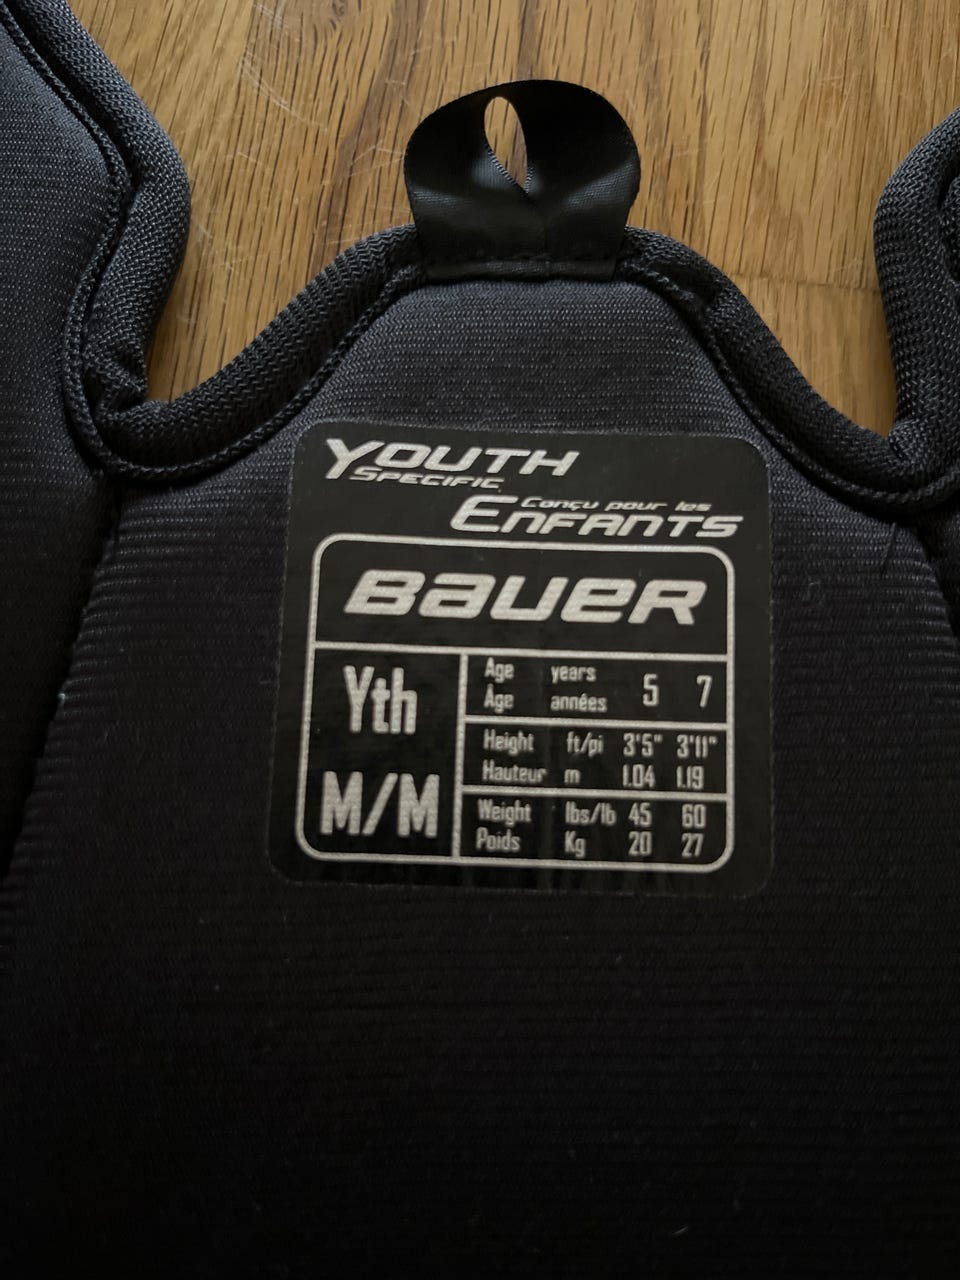 YOUTH
SPECIFIC
Conçu pour les
ENFANTS
BAUER
Yth
M/M
Age years 5 7
Âge années
Height ft/pi 3'5" 3'11"
Hauteur m 1.04 1.19
Weight lbs/lb 45 60
Poids Kg 20 27